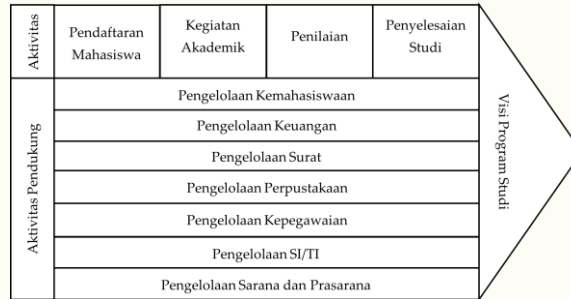 Aktivitas
Pendaftaran
Mahasiswa
Kegiatan
Akademik
Penilaian
Penyelesaian
Studi
Aktivitas Pendukung
Pengelolaan Kemahasiswaan
Pengelolaan Keuangan
Pengelolaan Surat
Pengelolaan Perpustakaan
Pengelolaan Kepegawaian
Pengelolaan SI/TI
Pengelolaan Sarana dan Prasarana
Visi Program
Studi